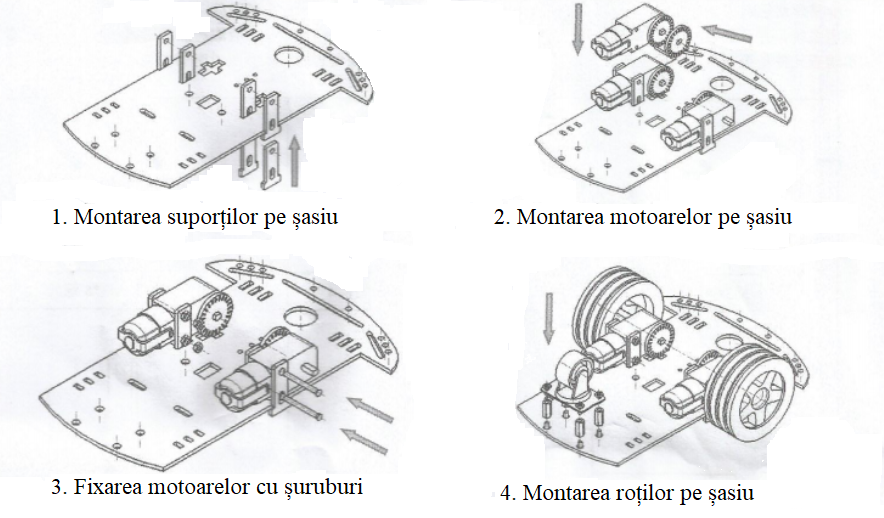 1. Montarea suporților pe șasiu
2. Montarea motoarelor pe șasiu
3. Fixarea motoarelor cu șuruburi
4. Montarea roților pe șasiu